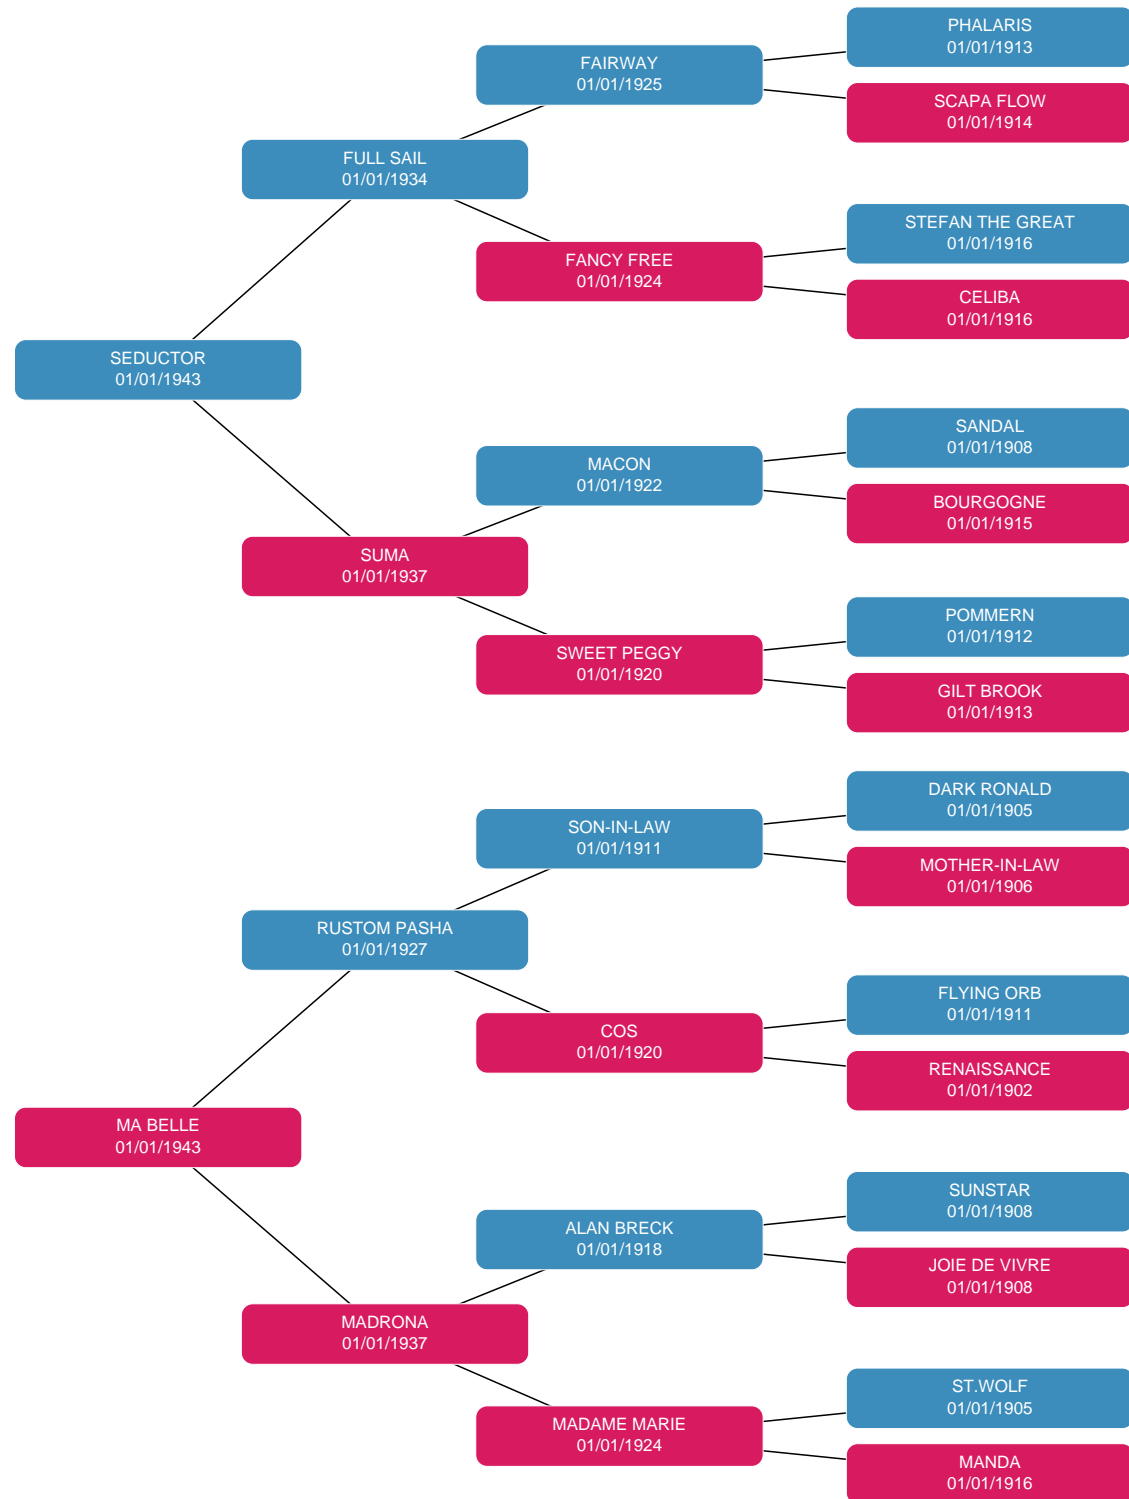 PHALARIS
01/01/1913
FAIRWAY
01/01/1925
SCAPA FLOW
01/01/1914
FULL SAIL
01/01/1934
STEFAN THE GREAT
01/01/1916
FANCY FREE
01/01/1924
CELIBA
01/01/1916
SEDUCTOR
01/01/1943
SANDAL
01/01/1908
MACON
01/01/1922
BOURGOGNE
01/01/1915
SUMA
01/01/1937
POMMERN
01/01/1912
SWEET PEGGY
01/01/1920
GILT BROOK
01/01/1913
DARK RONALD
01/01/1905
SON-IN-LAW
01/01/1911
MOTHER-IN-LAW
01/01/1906
RUSTOM PASHA
01/01/1927
FLYING ORB
01/01/1911
COS
01/01/1920
RENAISSANCE
01/01/1902
MA BELLE
01/01/1943
SUNSTAR
01/01/1908
ALAN BRECK
01/01/1918
JOIE DE VIVRE
01/01/1908
MADRONA
01/01/1937
ST.WOLF
01/01/1905
MADAME MARIE
01/01/1924
MANDA
01/01/1916